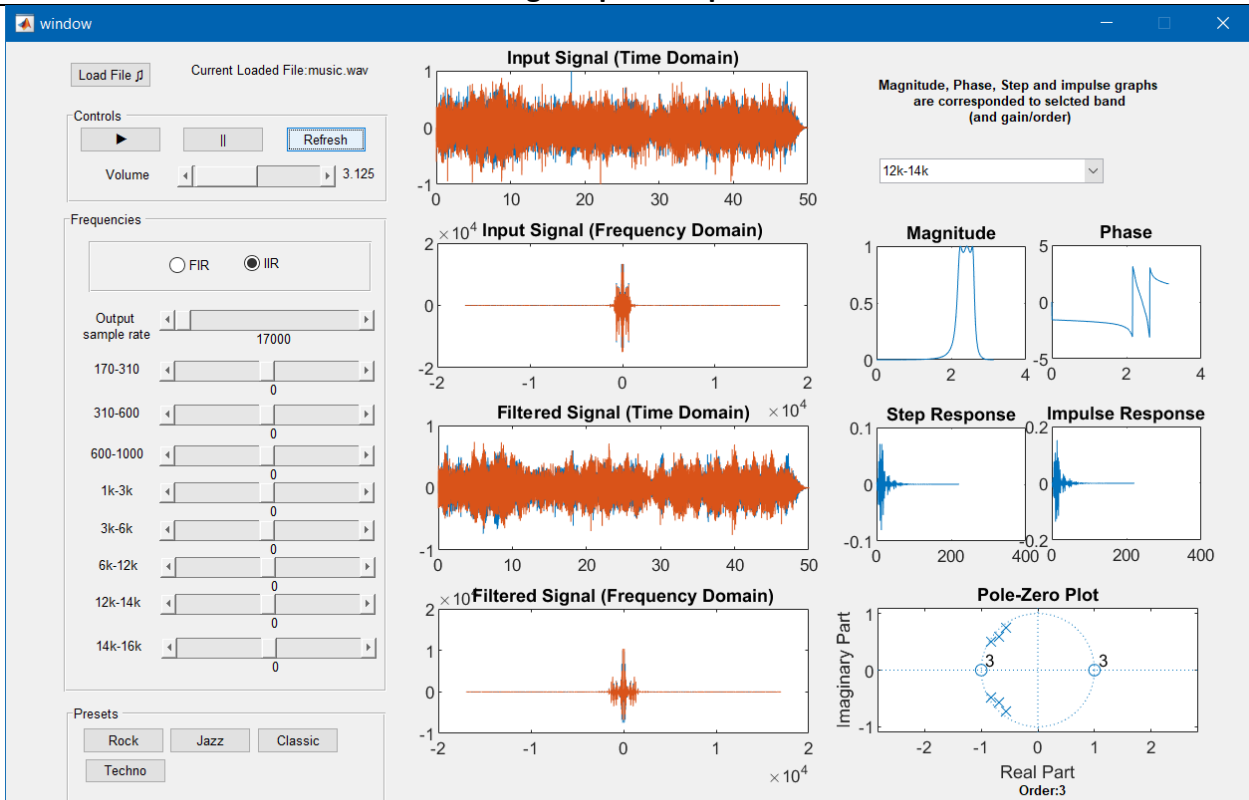 window
Load File ♫
Current Loaded File:music.wav
Controls
||
Refresh
Volume
3.125
Frequencies
FIR
IIR
Output
sample rate
17000
170-310
0
310-600
0
600-1000
0
1k-3k
0
3k-6k
0
6k-12k
0
12k-14k
0
14k-16k
0
Presets
Rock
Jazz
Classic
Techno
Input Signal (Time Domain)
1
0
-1
0 10 20 30 40 50
×10⁴ Input Signal (Frequency Domain)
2
0
-2
-2 -1 0 1 2
×10⁴
Filtered Signal (Time Domain)
1
0
-1
0 10 20 30 40 50
×10⁴ Filtered Signal (Frequency Domain)
2
1
0
-1
-2 -1 0 1 2
×10⁴
Magnitude, Phase, Step and impulse graphs
are corresponded to selcted band
(and gain/order)
12k-14k
Magnitude
1
0.5
0
0 2 4
Phase
5
0
-5
0 2 4
Step Response
0.1
0
-0.1
0 200 400
Impulse Response
0.2
0
-0.2
0 200 400
Pole-Zero Plot
Imaginary Part
1
0
-1
3
3
-2 -1 0 1 2
Real Part
Order:3